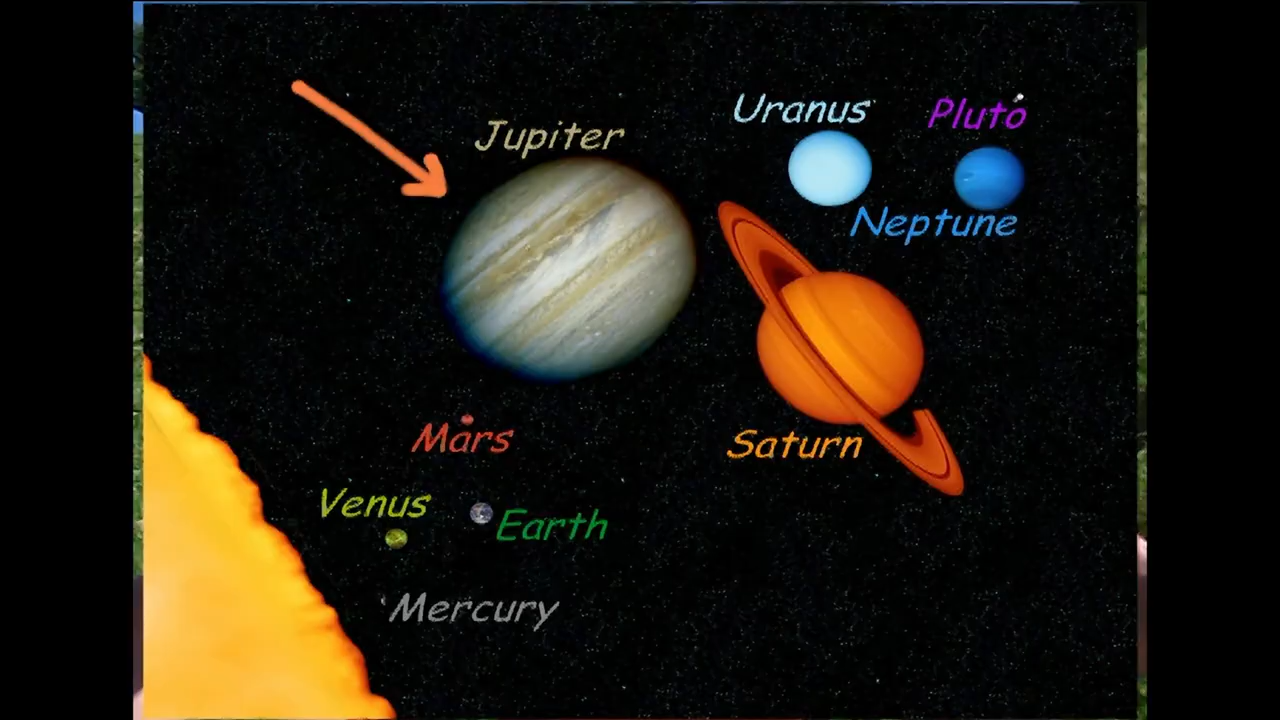 Uranus
Pluto
Jupiter
Neptune
Mars
Saturn
Venus
Earth
Mercury